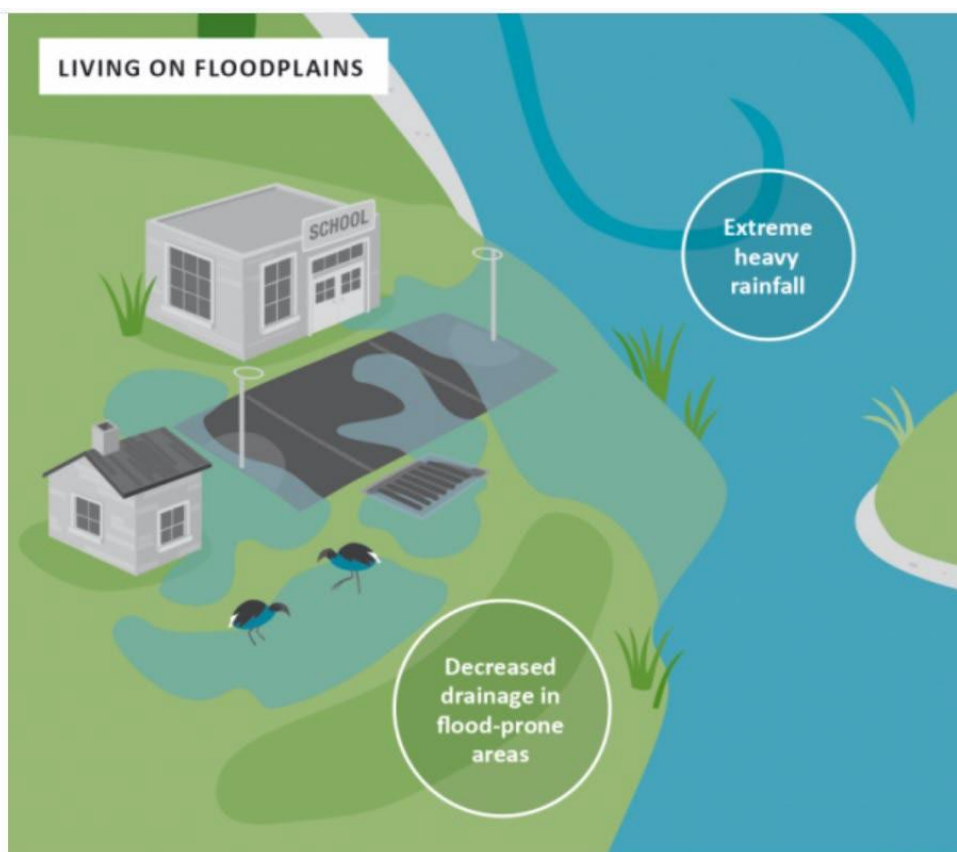 LIVING ON FLOODPLAINS
SCHOOL
Extreme
heavy
rainfall
Decreased
drainage in
flood-prone
areas